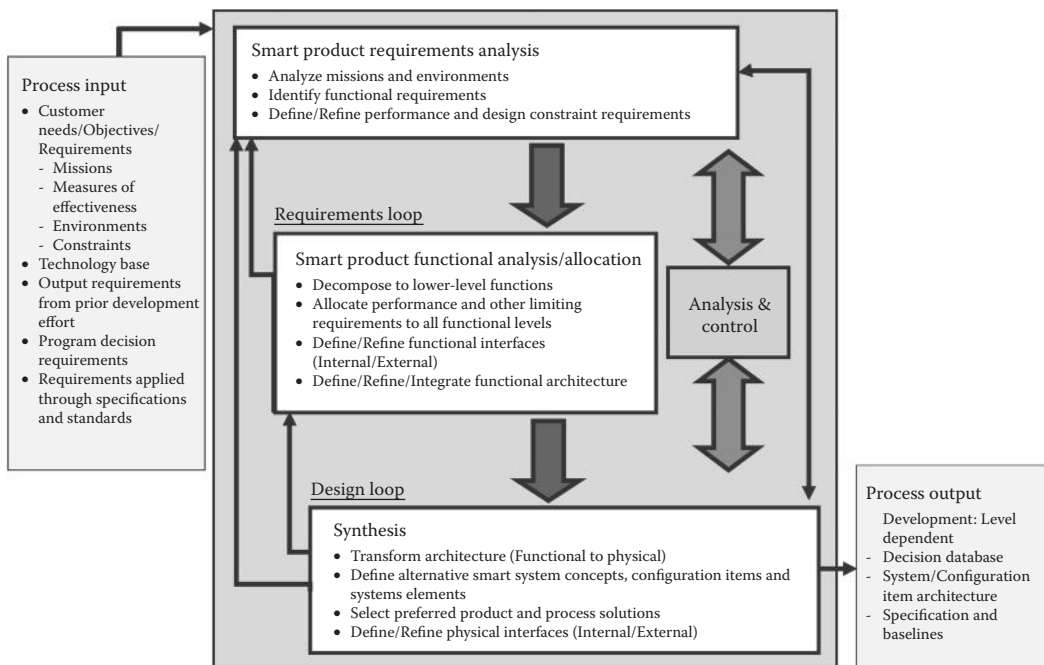 Smart product requirements analysis
• Analyze missions and environments
• Identify functional requirements
• Define/Refine performance and design constraint requirements
Process input
• Customer
needs/Objectives/
Requirements
- Missions
- Measures of
effectiveness
- Environments
- Constraints
• Technology base
• Output requirements
from prior development
effort
• Program decision
requirements
• Requirements applied
through specifications
and standards
Requirements loop
Smart product functional analysis/allocation
• Decompose to lower-level functions
• Allocate performance and other limiting
requirements to all functional levels
• Define/Refine functional interfaces
(Internal/External)
• Define/Refine/Integrate functional architecture
Analysis &
control
Design loop
Synthesis
• Transform architecture (Functional to physical)
• Define alternative smart system concepts, configuration items and
systems elements
• Select preferred product and process solutions
• Define/Refine physical interfaces (Internal/External)
Process output
Development: Level
dependent
- Decision database
- System/Configuration
item architecture
- Specification and
baselines